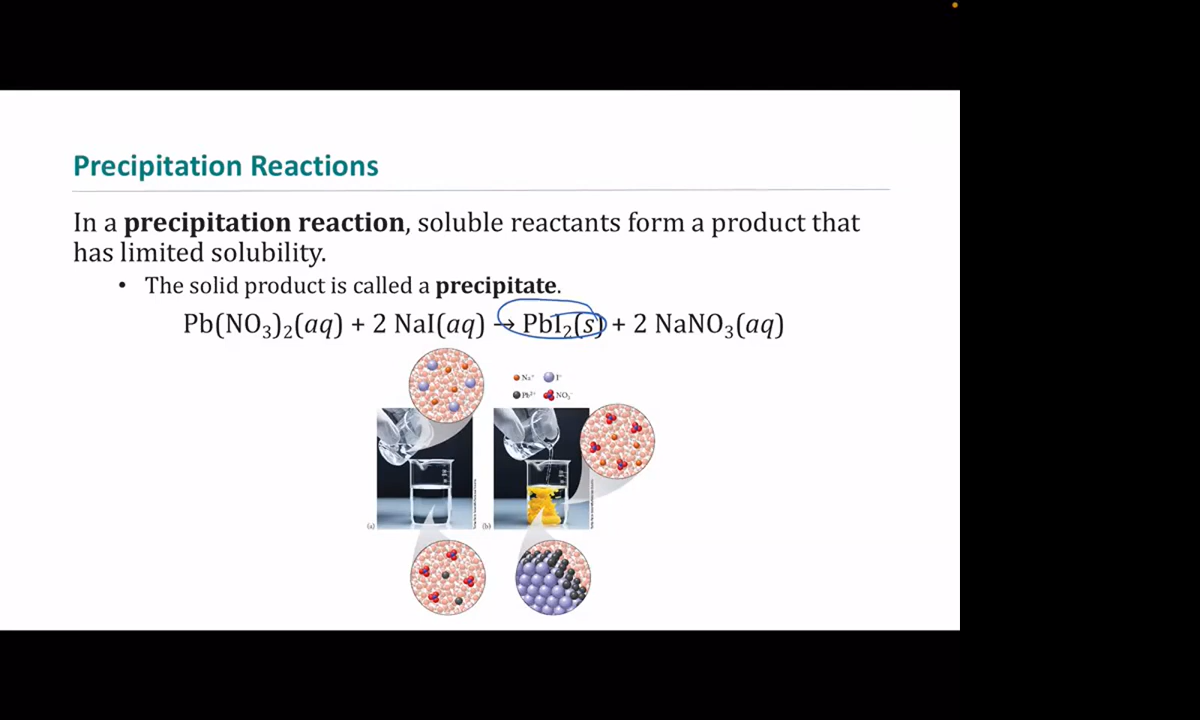 Precipitation Reactions
In a precipitation reaction, soluble reactants form a product that
has limited solubility.
• The solid product is called a precipitate.
Pb(NO₃)₂(aq) + 2 NaI(aq) → PbI₂(s) + 2 NaNO₃(aq)
Na⁺ I⁻
Pb²⁺ NO₃⁻
(a) (b)